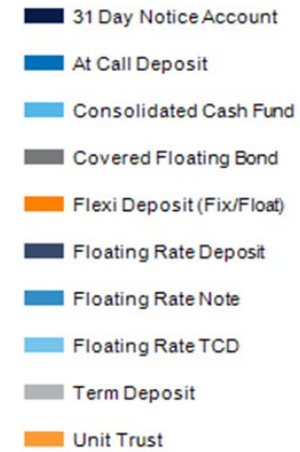 31 Day Notice Account
At Call Deposit
Consolidated Cash Fund
Covered Floating Bond
Flexi Deposit (Fix/Float)
Floating Rate Deposit
Floating Rate Note
Floating Rate TCD
Term Deposit
Unit Trust